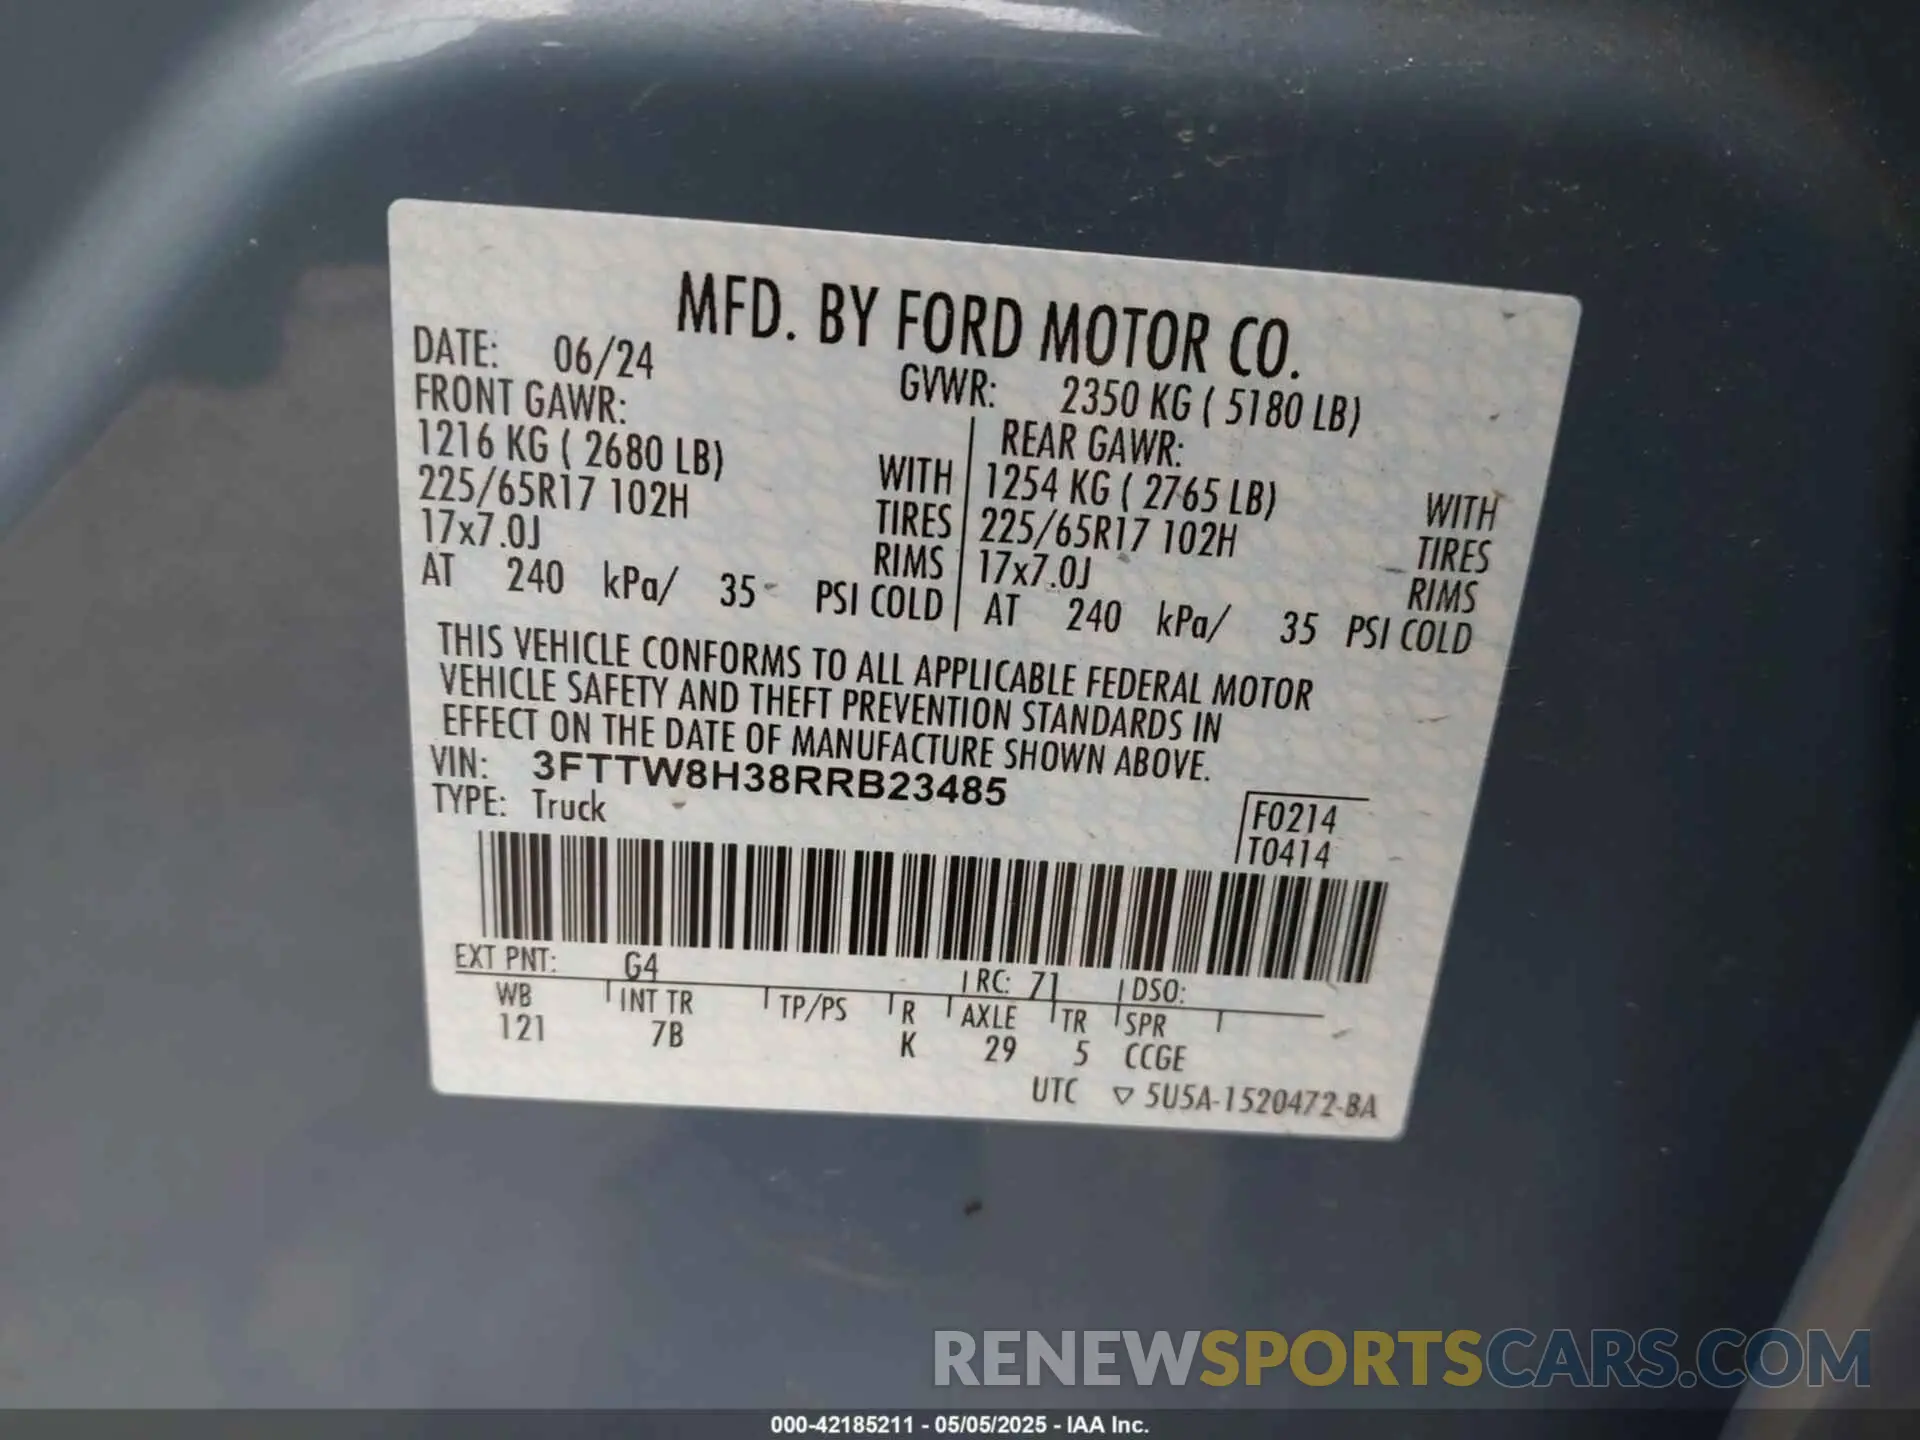 MFD. BY FORD MOTOR CO.
DATE: 06/24 GVWR: 2350 KG ( 5180 LB)
FRONT GAWR: REAR GAWR:
1216 KG ( 2680 LB) WITH 1254 KG ( 2765 LB) WITH
225/65R17 102H TIRES 225/65R17 102H TIRES
17x7.0J RIMS 17x7.0J RIMS
AT 240 kPa/ 35 PSI COLD AT 240 kPa/ 35 PSI COLD
THIS VEHICLE CONFORMS TO ALL APPLICABLE FEDERAL MOTOR
VEHICLE SAFETY AND THEFT PREVENTION STANDARDS IN
EFFECT ON THE DATE OF MANUFACTURE SHOWN ABOVE.
VIN: 3FTTW8H38RRB23485
TYPE: Truck
F0214
T0414
EXT PNT: G4 RC: 71 DSO:
WB INT TR TP/PS R AXLE TR SPR
121 7B K 29 5 CCGE
UTC ▽ 5U5A-1520472-BA
RENEWSPORTSCARS.COM
000-42185211 - 05/05/2025 - IAA Inc.